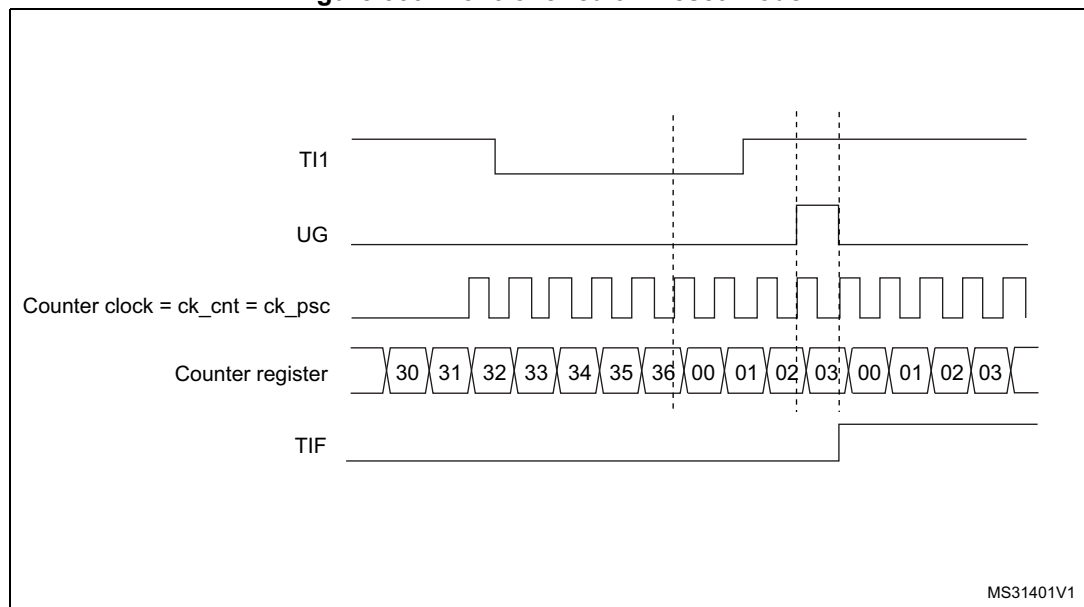 TI1
UG
Counter clock = ck_cnt = ck_psc
Counter register 30 31 32 33 34 35 36 00 01 02 03 00 01 02 03
TIF
MS31401V1